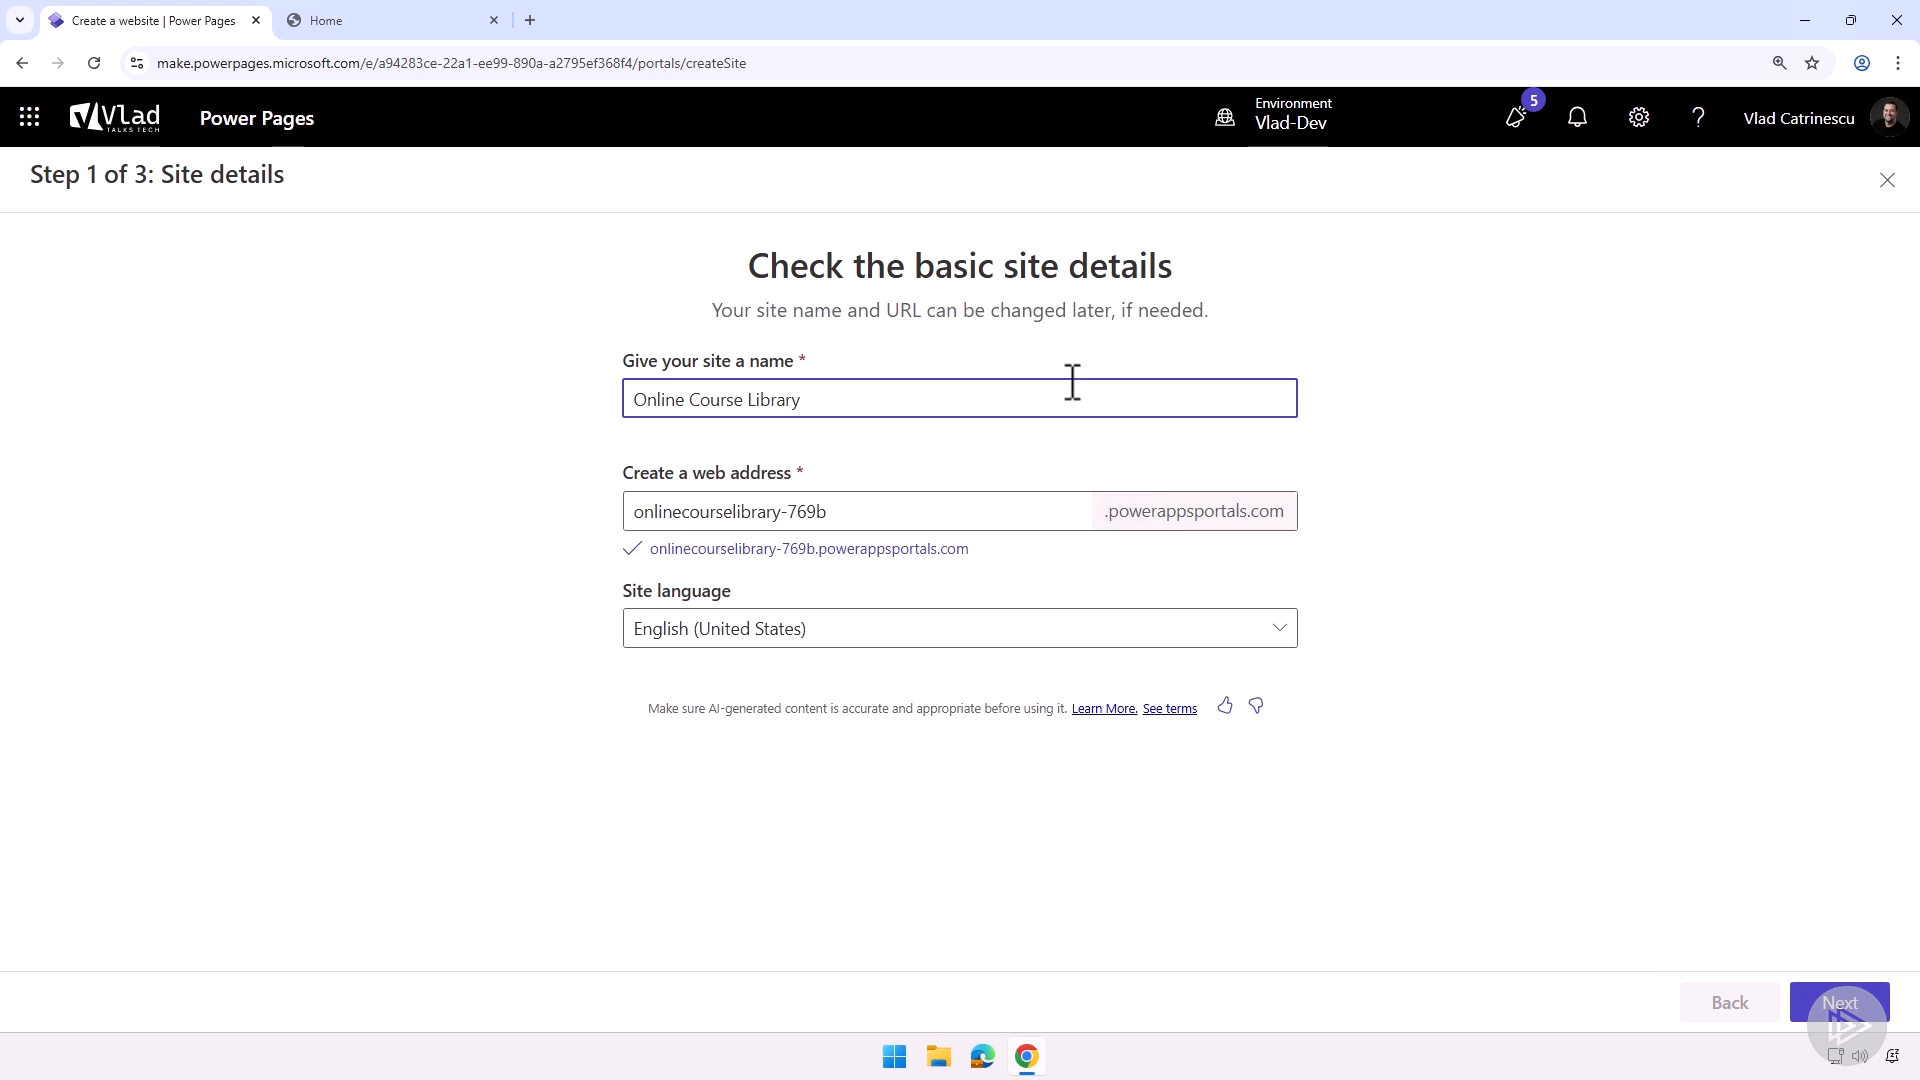 Create a website | Power Pages
Home
make.powerpages.microsoft.com/e/a94283ce-22a1-ee99-890a-a2795ef368f4/portals/createSite
Vlad
TALKS TECH
Power Pages
Environment
Vlad-Dev
5
Vlad Catrinescu
Step 1 of 3: Site details
Check the basic site details
Your site name and URL can be changed later, if needed.
Give your site a name *
Online Course Library
Create a web address *
onlinecourselibrary-769b
.powerappsportals.com
onlinecourselibrary-769b.powerappsportals.com
Site language
English (United States)
Make sure AI-generated content is accurate and appropriate before using it. Learn More. See terms
Back
Next